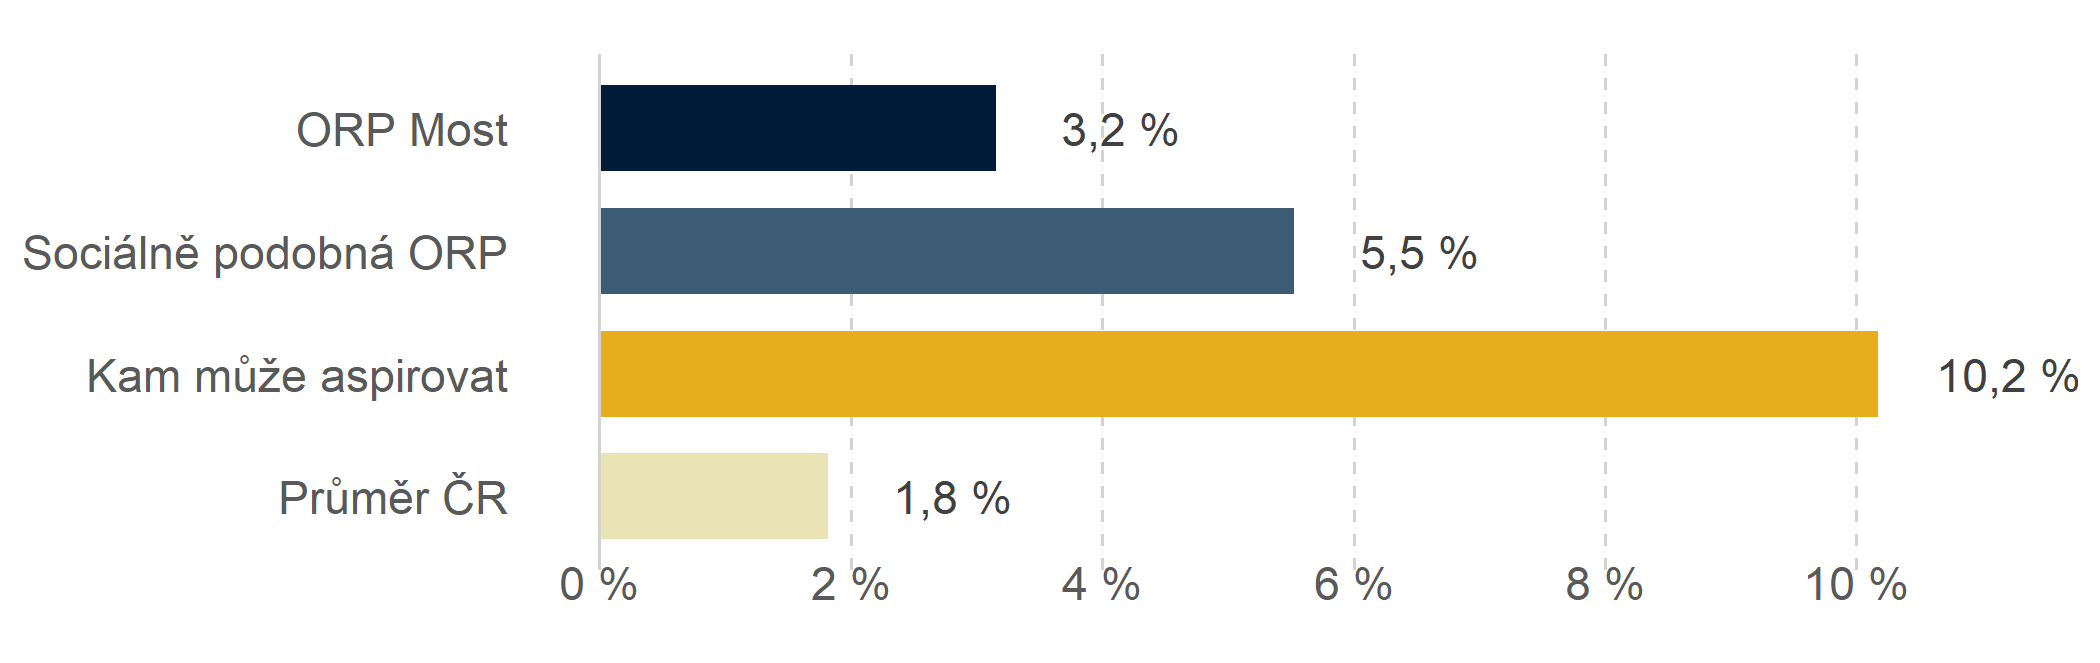 ORP Most
3,2 %
Sociálně podobná ORP
5,5 %
Kam může aspirovat
10,2 %
Průměr ČR
1,8 %
0 %
2 %
4 %
6 %
8 %
10 %